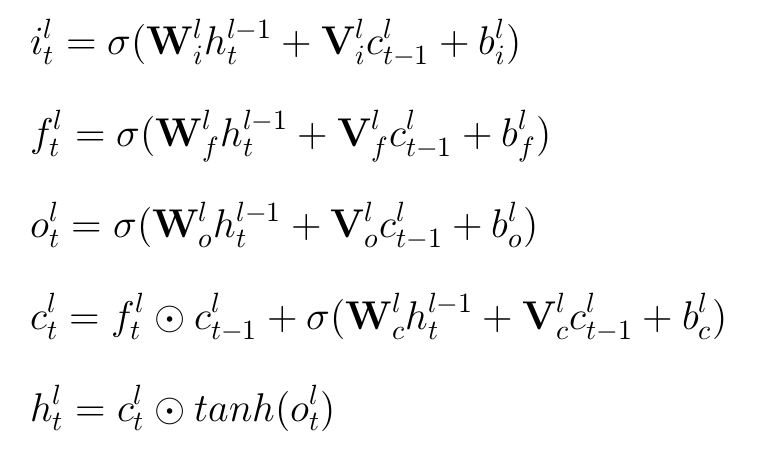 i_t^l = σ(W_i^l h_t^{l-1} + V_i^l c_{t-1}^l + b_i^l)
f_t^l = σ(W_f^l h_t^{l-1} + V_f^l c_{t-1}^l + b_f^l)
o_t^l = σ(W_o^l h_t^{l-1} + V_o^l c_{t-1}^l + b_o^l)
c_t^l = f_t^l ⊙ c_{t-1}^l + σ(W_c^l h_t^{l-1} + V_c^l c_{t-1}^l + b_c^l)
h_t^l = c_t^l ⊙ tanh(o_t^l)